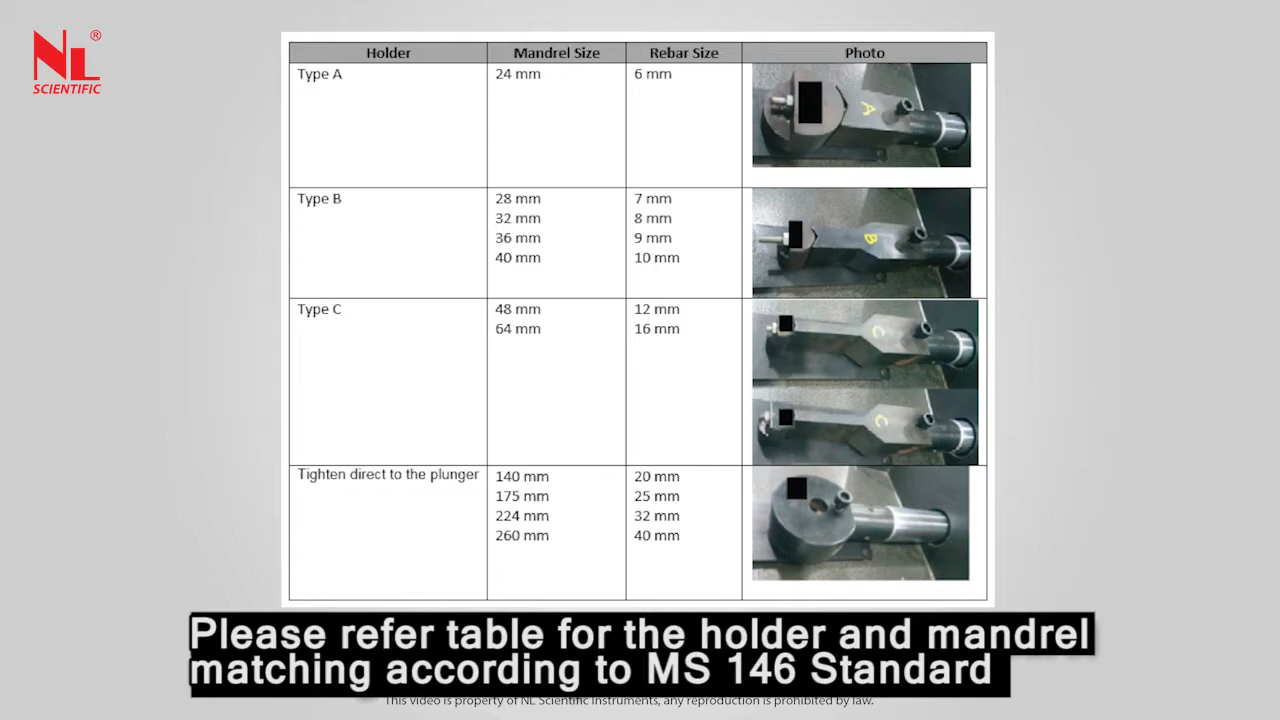 NL®
SCIENTIFIC
Holder Mandrel Size Rebar Size Photo
Type A 24 mm 6 mm
A
Type B 28 mm 7 mm
32 mm 8 mm
B
36 mm 9 mm
40 mm 10 mm
Type C 48 mm 12 mm
64 mm 16 mm
C
C
Tighten direct to the plunger 140 mm 20 mm
175 mm 25 mm
224 mm 32 mm
260 mm 40 mm
Please refer table for the holder and mandrel
matching according to MS 146 Standard
This video is property of NL Scientific Instruments, any reproduction is prohibited by law.